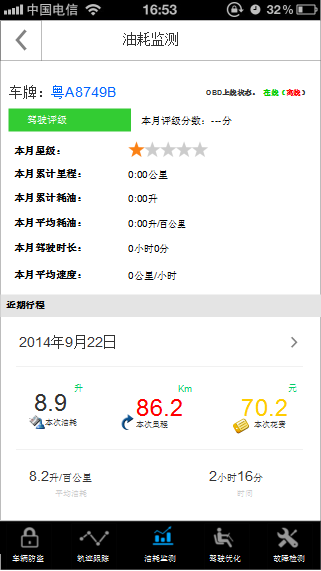 中国电信 16:53 32%
油耗监测
车牌：粤A8749B OBD上线状态：在线（离线）
驾驶评级 本月评级分数：---分
本月星级：
本月累计里程： 0:00公里
本月累计耗油： 0:00升
本月平均耗油： 0:00升/百公里
本月驾驶时长： 0小时0分
本月平均速度： 0公里/小时
近期行程
2014年9月22日
8.9 升 86.2 Km 70.2 元
本次油耗 本次里程 本次花费
8.2升/百公里 2小时16分
平均油耗 时间
车辆防盗 轨迹跟踪 油耗监测 驾驶优化 故障检测